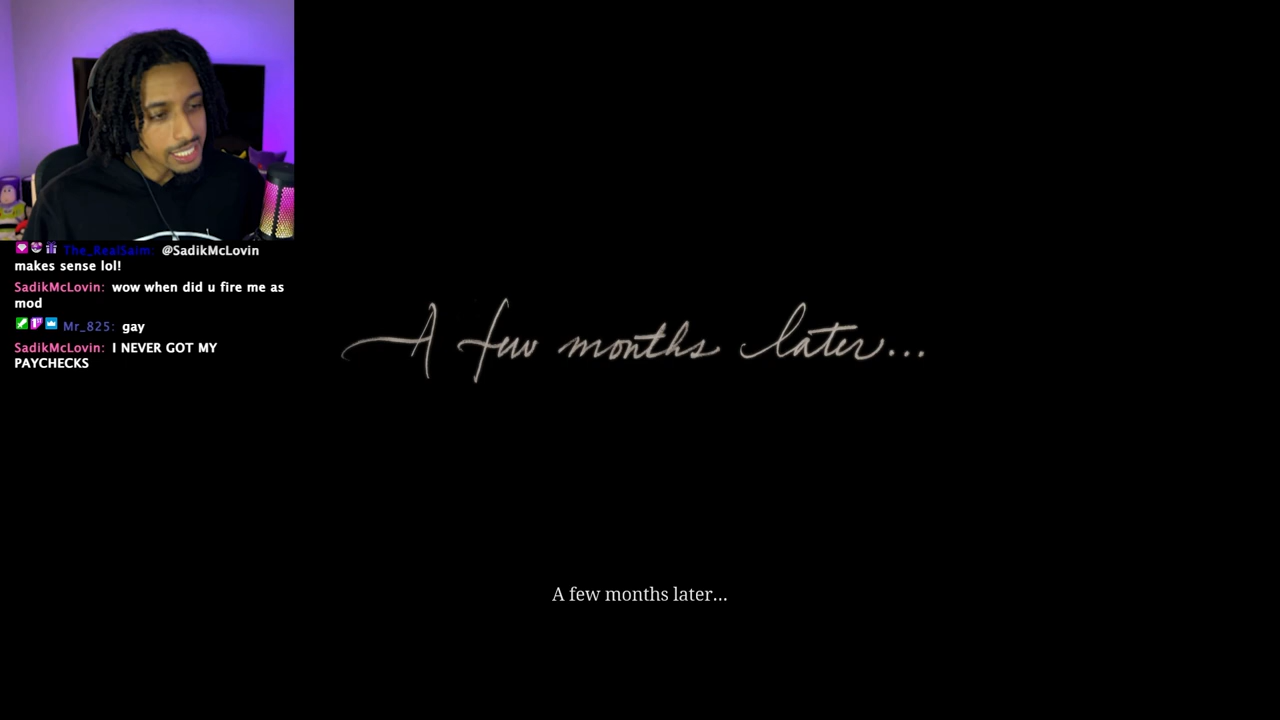 The_RealSaim: @SadikMcLovin
makes sense lol!
SadikMcLovin: wow when did u fire me as
mod
Mr_825: gay
SadikMcLovin: I NEVER GOT MY
PAYCHECKS
A few months later...
A few months later...